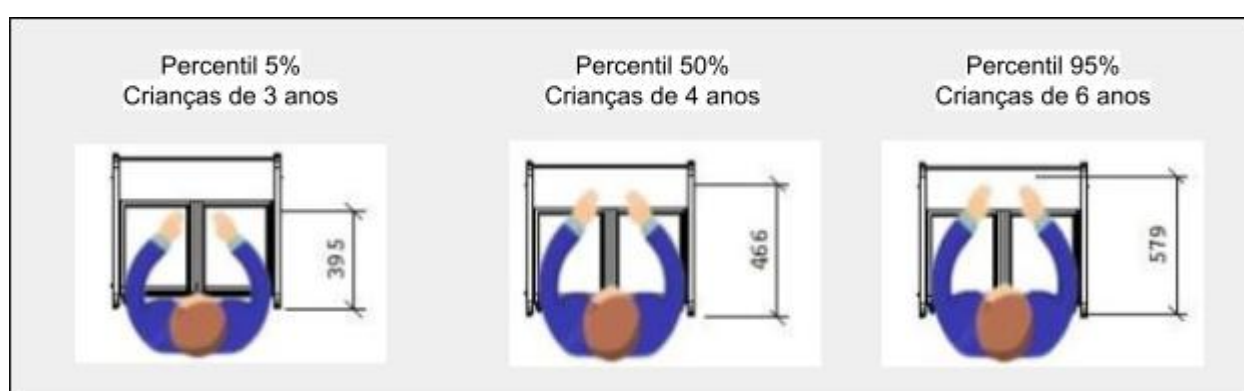 Percentil 5%
Crianças de 3 anos
395
Percentil 50%
Crianças de 4 anos
466
Percentil 95%
Crianças de 6 anos
579